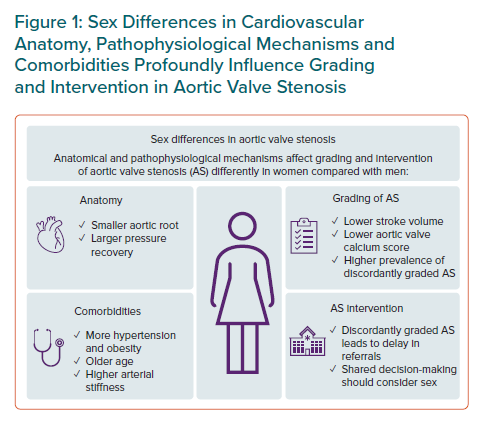 Figure 1: Sex Differences in Cardiovascular
Anatomy, Pathophysiological Mechanisms and
Comorbidities Profoundly Influence Grading
and Intervention in Aortic Valve Stenosis
Sex differences in aortic valve stenosis
Anatomical and pathophysiological mechanisms affect grading and intervention
of aortic valve stenosis (AS) differently in women compared with men:
Anatomy
✓ Smaller aortic root
✓ Larger pressure
recovery
Comorbidities
✓ More hypertension
and obesity
✓ Older age
✓ Higher arterial
stiffness
Grading of AS
✓ Lower stroke volume
✓ Lower aortic valve
calcium score
✓ Higher prevalence of
discordantly graded AS
AS intervention
✓ Discordantly graded AS
leads to delay in
referrals
✓ Shared decision-making
should consider sex